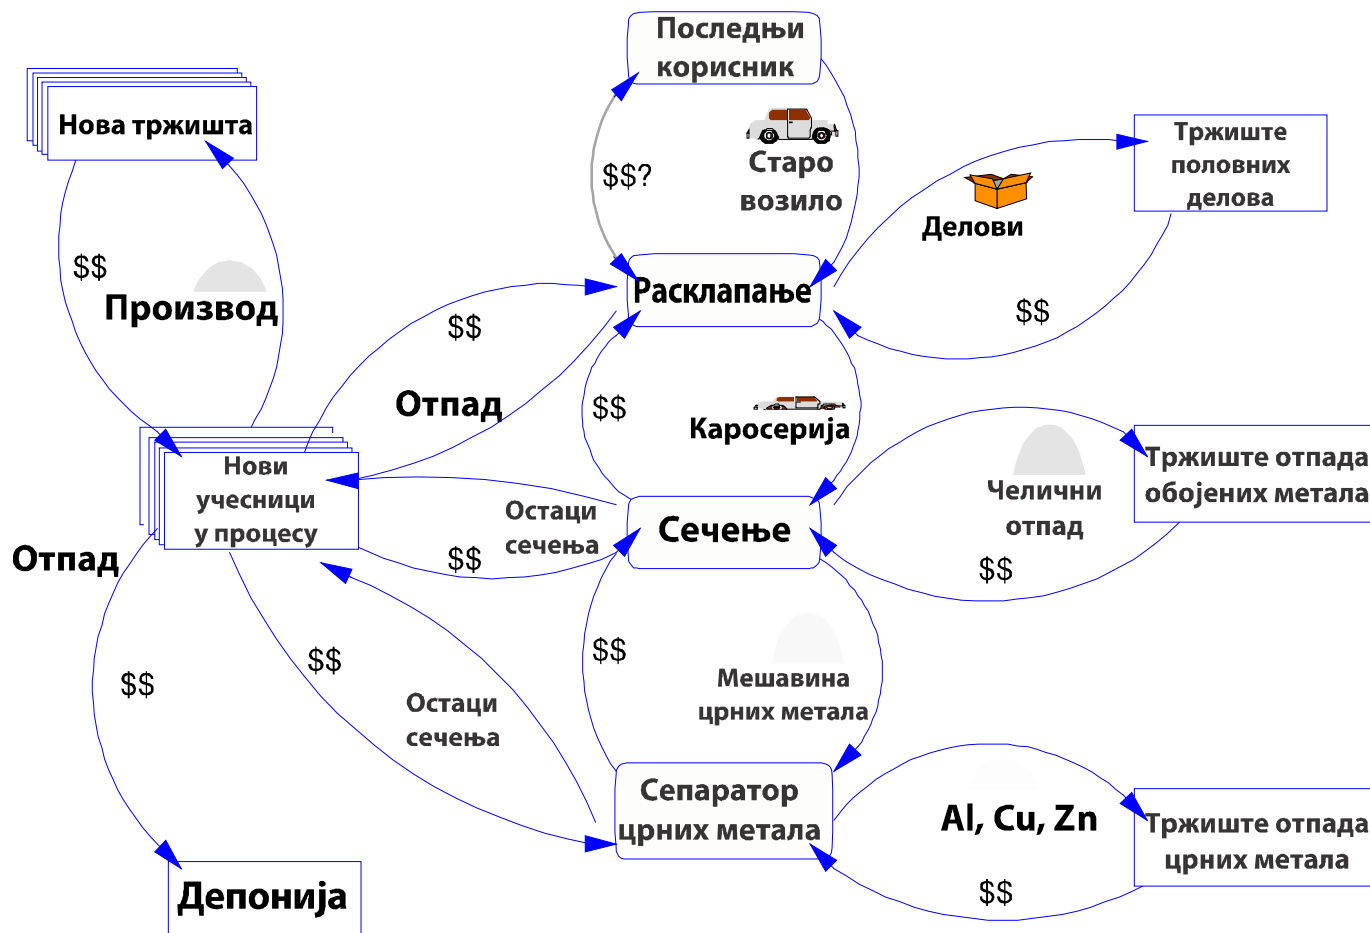 Последњи
корисник
Нова тржишта
Старо
возило
$$?
Тржиште
половних
делова
Делови
$$
Производ
Расклапање
$$
$$
Отпад
$$
Каросерија
Нови
учесници
у процесу
Остаци
сечења
$$
Сечење
Челични
отпад
Тржиште отпада
обојених метала
$$
Отпад
$$
$$
Остаци
сечења
$$
Мешавина
црних метала
Сепаратор
црних метала
Al, Cu, Zn
$$
Тржиште отпада
црних метала
Депонија